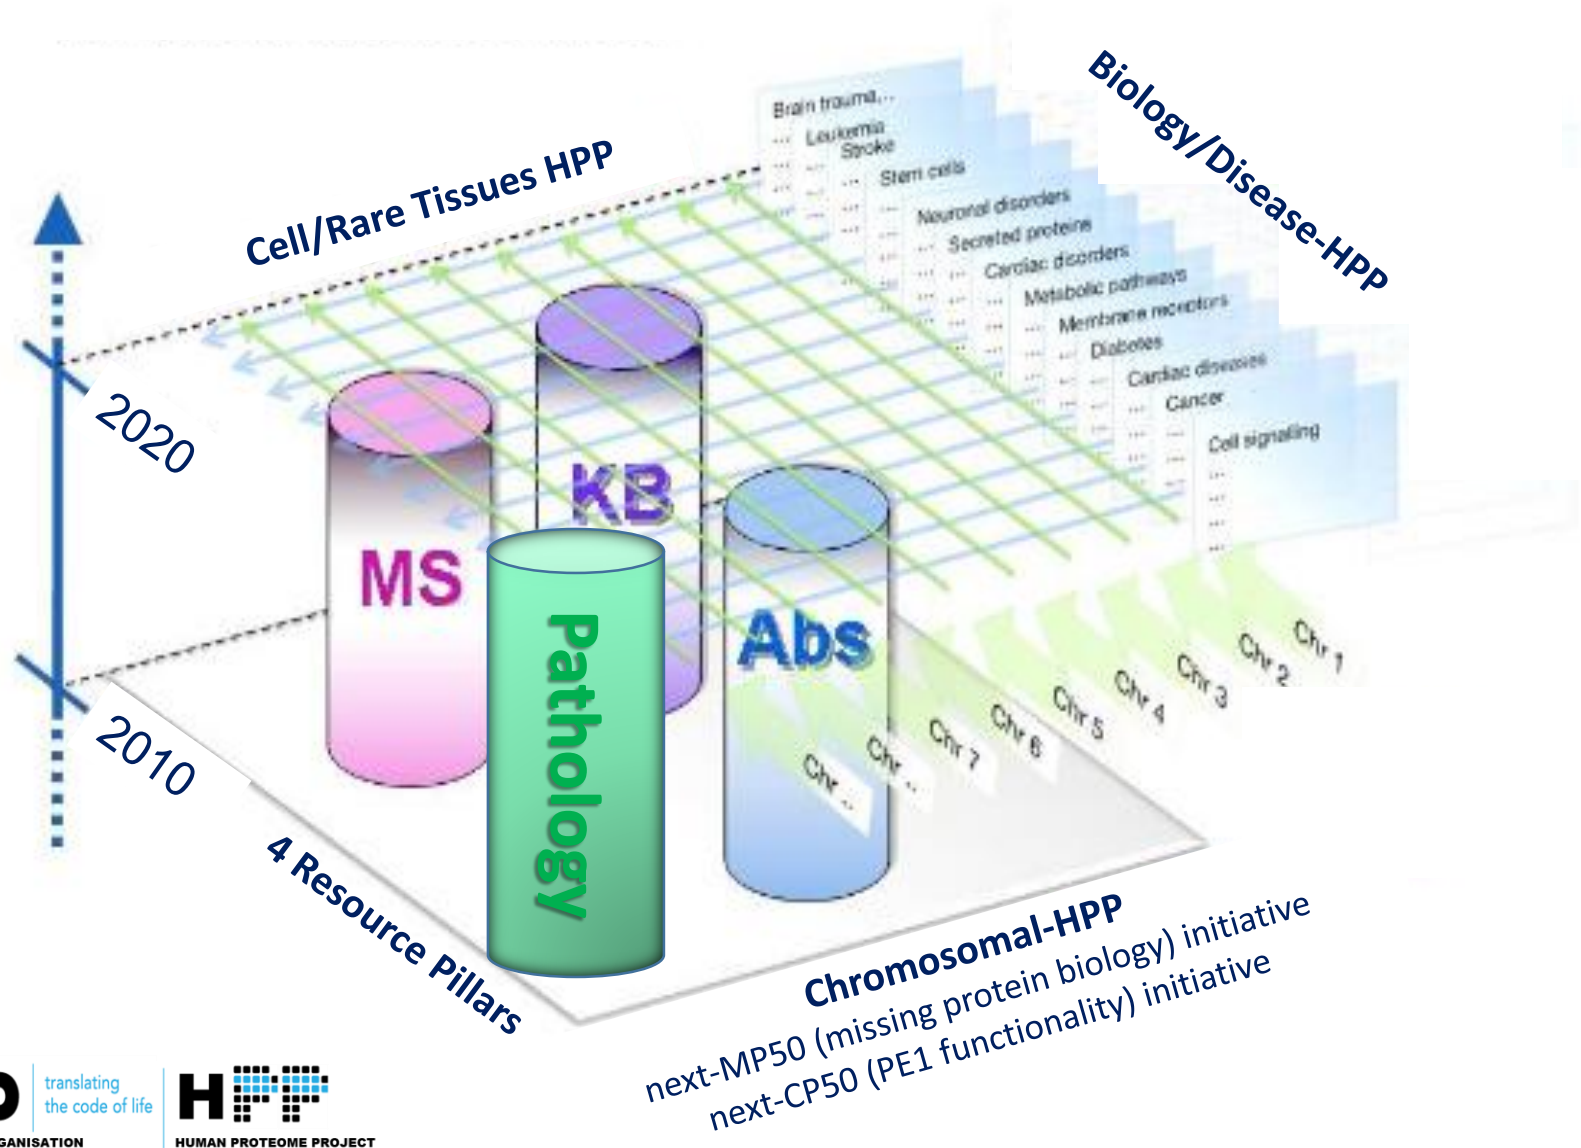 Biology/Disease-HPP
Cell/Rare Tissues HPP
Brain trauma,...
... Leukemia
Stroke
Stem cells
Neuronal disorders
Secreted proteins
Cardiac disorders
Metabolic pathways
Membrane receptors
Diabetes
Cardiac diseases
Cancer
Cell signalling
...
...
...
...
2020
2010
KB
MS
Abs
Pathology
Chr 1
Chr 2
Chr 3
Chr 4
Chr 5
Chr 6
Chr 7
Chr ..
Chr ..
4 Resource Pillars
Chromosomal-HPP
next-MP50 (missing protein biology) initiative
next-CP50 (PE1 functionality) initiative
translating
the code of life
HPP
HUMAN PROTEOME PROJECT